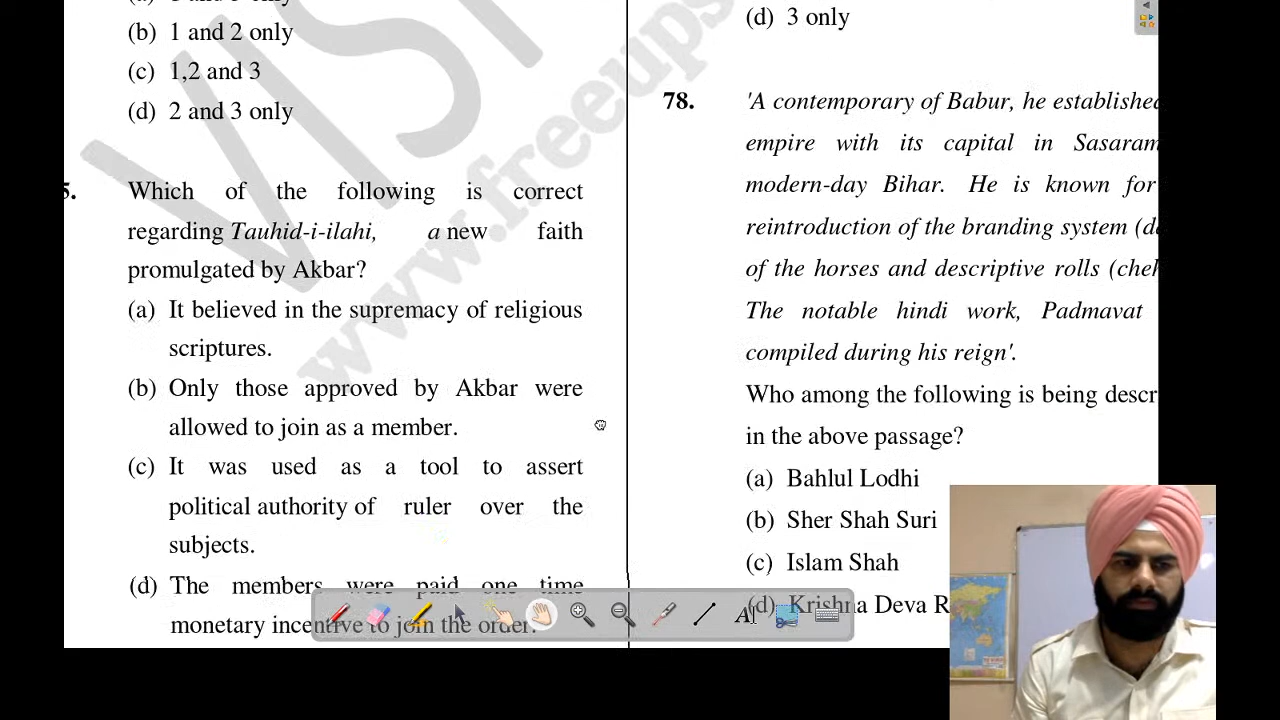 (b) 1 and 2 only
(c) 1,2 and 3
(d) 2 and 3 only
5.
Which of the following is correct
regarding Tauhid-i-ilahi, a new faith
promulgated by Akbar?
(a) It believed in the supremacy of religious
scriptures.
(b) Only those approved by Akbar were
allowed to join as a member.
(c) It was used as a tool to assert
political authority of ruler over the
subjects.
(d) The members were paid one time
monetary incentive to join the order.
(d) 3 only
78.
'A contemporary of Babur, he established
empire with its capital in Sasaram
modern-day Bihar. He is known for
reintroduction of the branding system
of the horses and descriptive rolls
The notable hindi work, Padmavat
compiled during his reign'.
Who among the following is being
in the above passage?
(a) Bahlul Lodhi
(b) Sher Shah Suri
(c) Islam Shah
(d) Krishna Deva
www.freeups
VIS
A